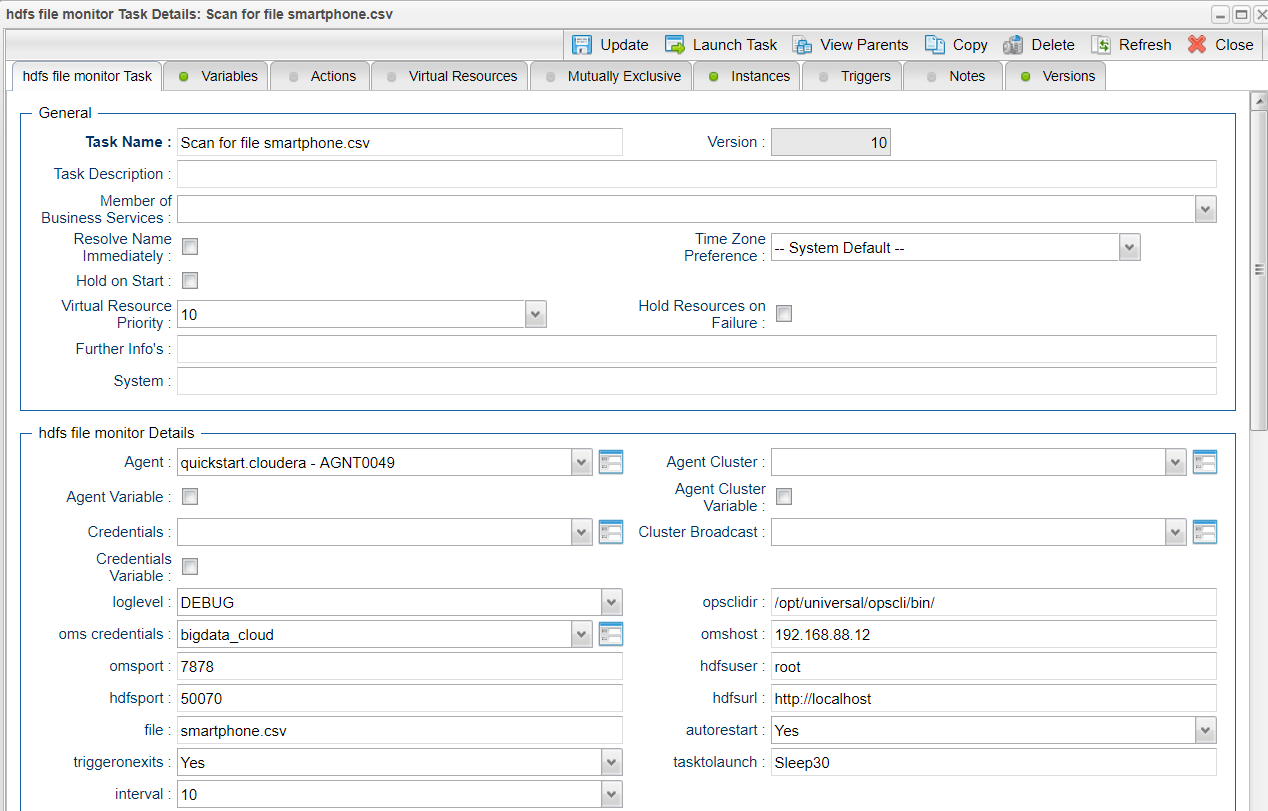 hdfs file monitor Task Details: Scan for file smartphone.csv
Update Launch Task View Parents Copy Delete Refresh Close
hdfs file monitor Task Variables Actions Virtual Resources Mutually Exclusive Instances Triggers Notes Versions
General
Task Name : Scan for file smartphone.csv Version : 10
Task Description :
Member of
Business Services :
Resolve Name
Immediately :
Time Zone
Preference : -- System Default --
Hold on Start :
Virtual Resource
Priority : 10
Hold Resources on
Failure :
Further Info's :
System :
hdfs file monitor Details
Agent : quickstart.cloudera - AGNT0049 Agent Cluster :
Agent Variable :
Agent Cluster
Variable :
Credentials : Cluster Broadcast :
Credentials
Variable :
loglevel : DEBUG opsclidir : /opt/universal/opscli/bin/
oms credentials : bigdata_cloud omshost : 192.168.88.12
omsport : 7878 hdfsuser : root
hdfsport : 50070 hdfsurl : http://localhost
file : smartphone.csv autorestart : Yes
triggeronexits : Yes tasktolaunch : Sleep30
interval : 10